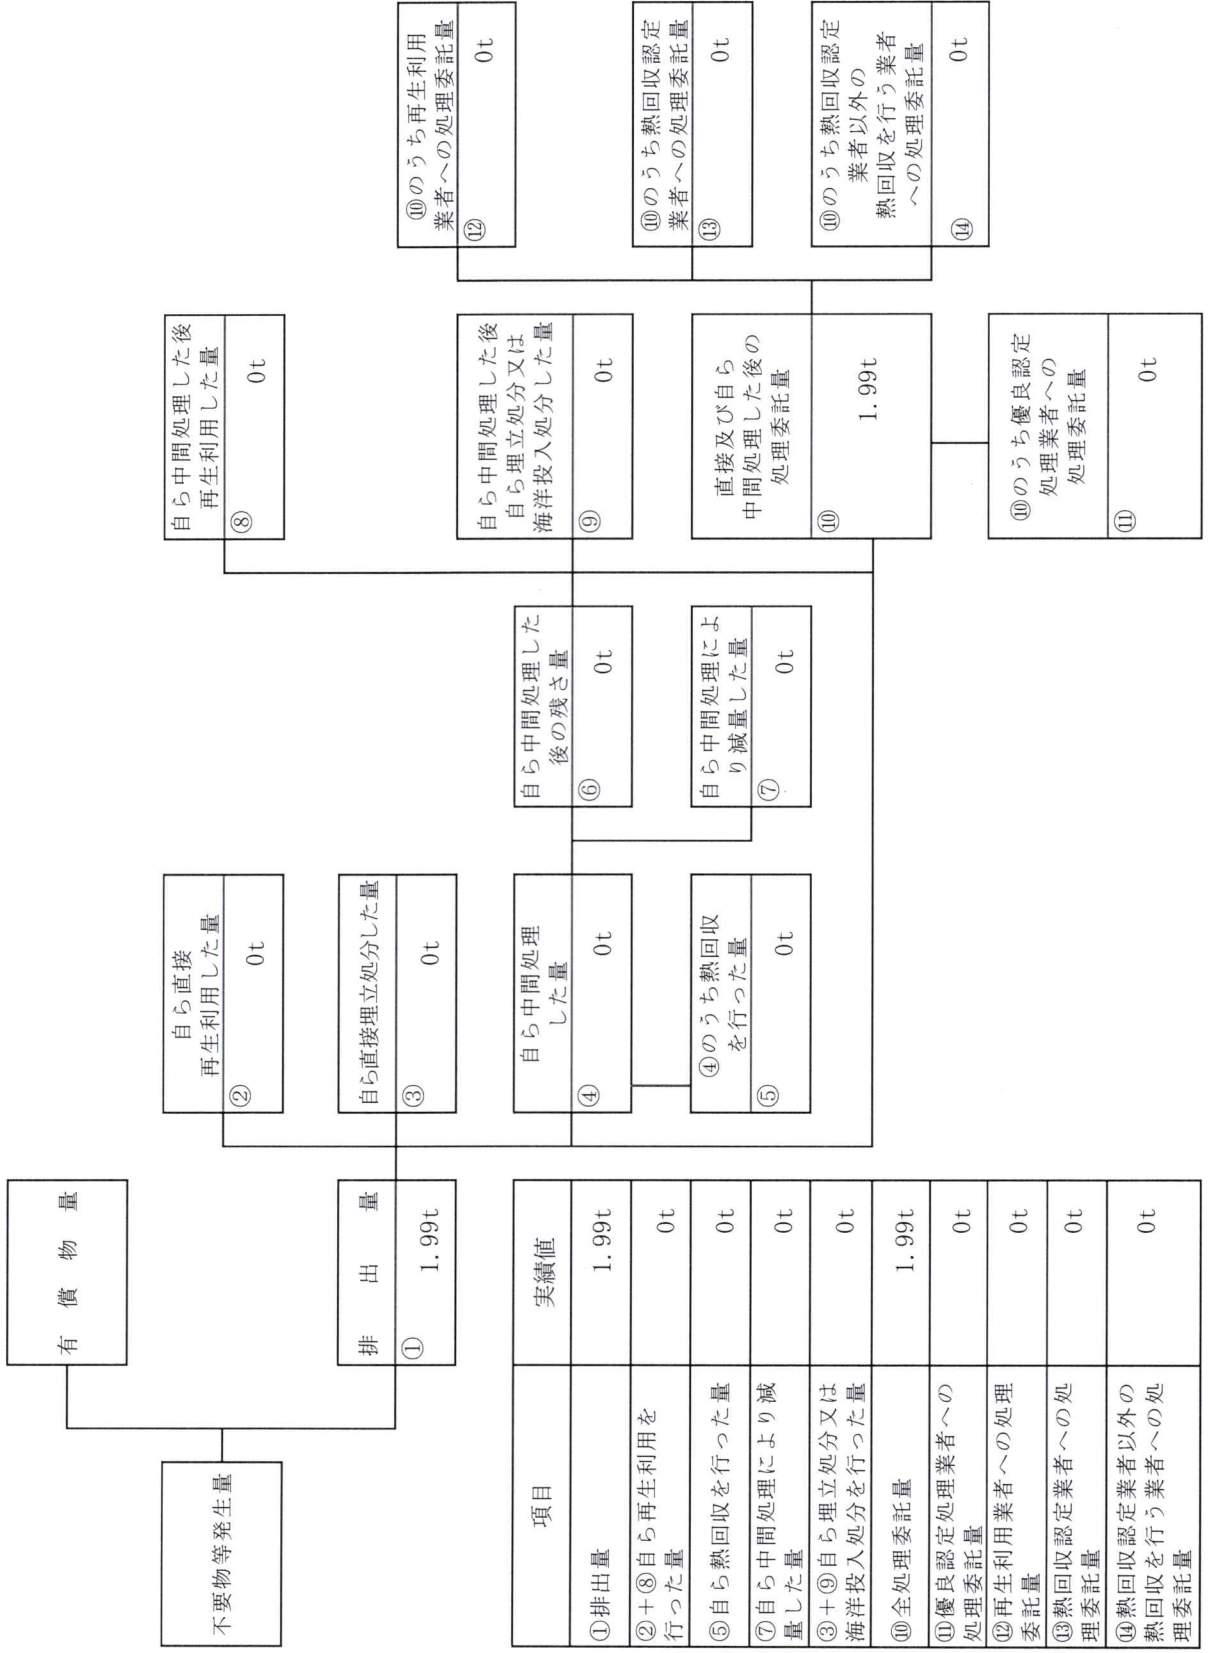 不要物等発生量
有償物量
排出量
① 1.99t
自ら直接
再生利用した量
② 0t
自ら直接埋立処分した量
③ 0t
自ら中間処理
した量
④ 0t
④のうち熱回収
を行った量
⑤ 0t
自ら中間処理した
後の残さ量
⑥ 0t
自ら中間処理によ
り減量した量
⑦ 0t
自ら中間処理した後
再生利用した量
⑧ 0t
自ら中間処理した後
自ら埋立処分又は
海洋投入処分した量
⑨ 0t
直接及び自ら
中間処理した後の
処理委託量
⑩ 1.99t
⑩のうち優良認定
処理業者への
処理委託量
⑪ 0t
⑩のうち再生利用
業者への処理委託量
⑫ 0t
⑩のうち熱回収認定
業者への処理委託量
⑬ 0t
⑩のうち熱回収認定
業者以外の
熱回収を行う業者
への処理委託量
⑭ 0t
項目 実績値
①排出量 1.99t
②+⑧自ら再生利用を
行った量 0t
⑤自ら熱回収を行った量 0t
⑦自ら中間処理により減
量した量 0t
③+⑨自ら埋立処分又は
海洋投入処分を行った量 0t
⑩全処理委託量 1.99t
⑪優良認定処理業者への
処理委託量 0t
⑫再生利用業者への処理
委託量 0t
⑬熱回収認定業者への処
理委託量 0t
⑭熱回収認定業者以外の
熱回収を行う業者への処
理委託量 0t